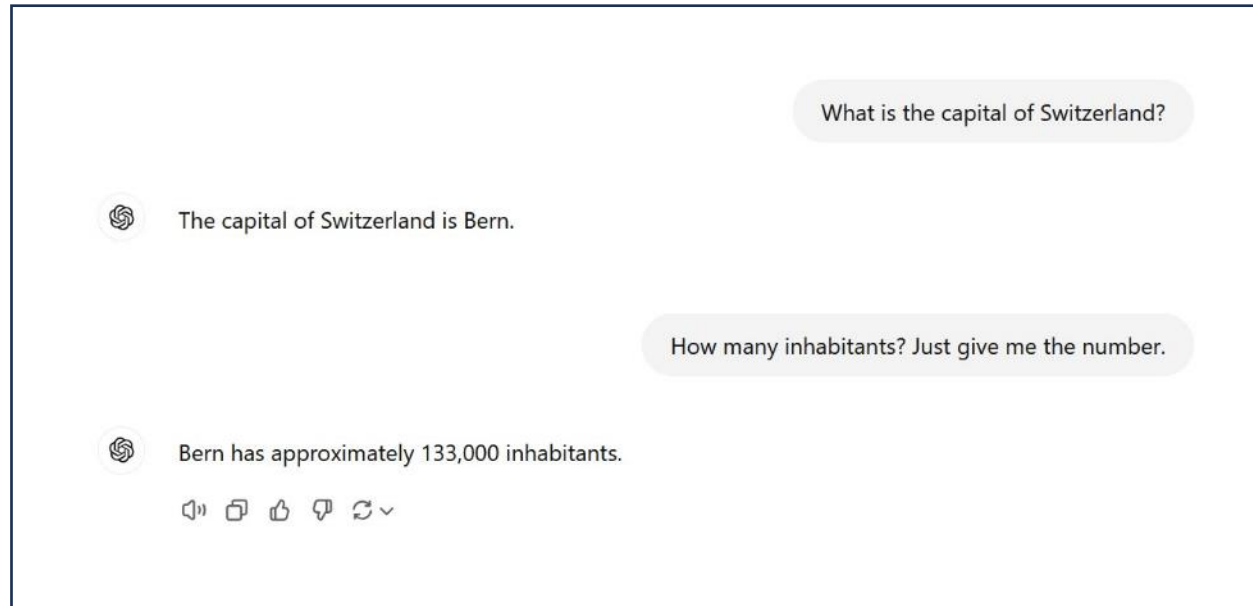 What is the capital of Switzerland?
The capital of Switzerland is Bern.
How many inhabitants? Just give me the number.
Bern has approximately 133,000 inhabitants.